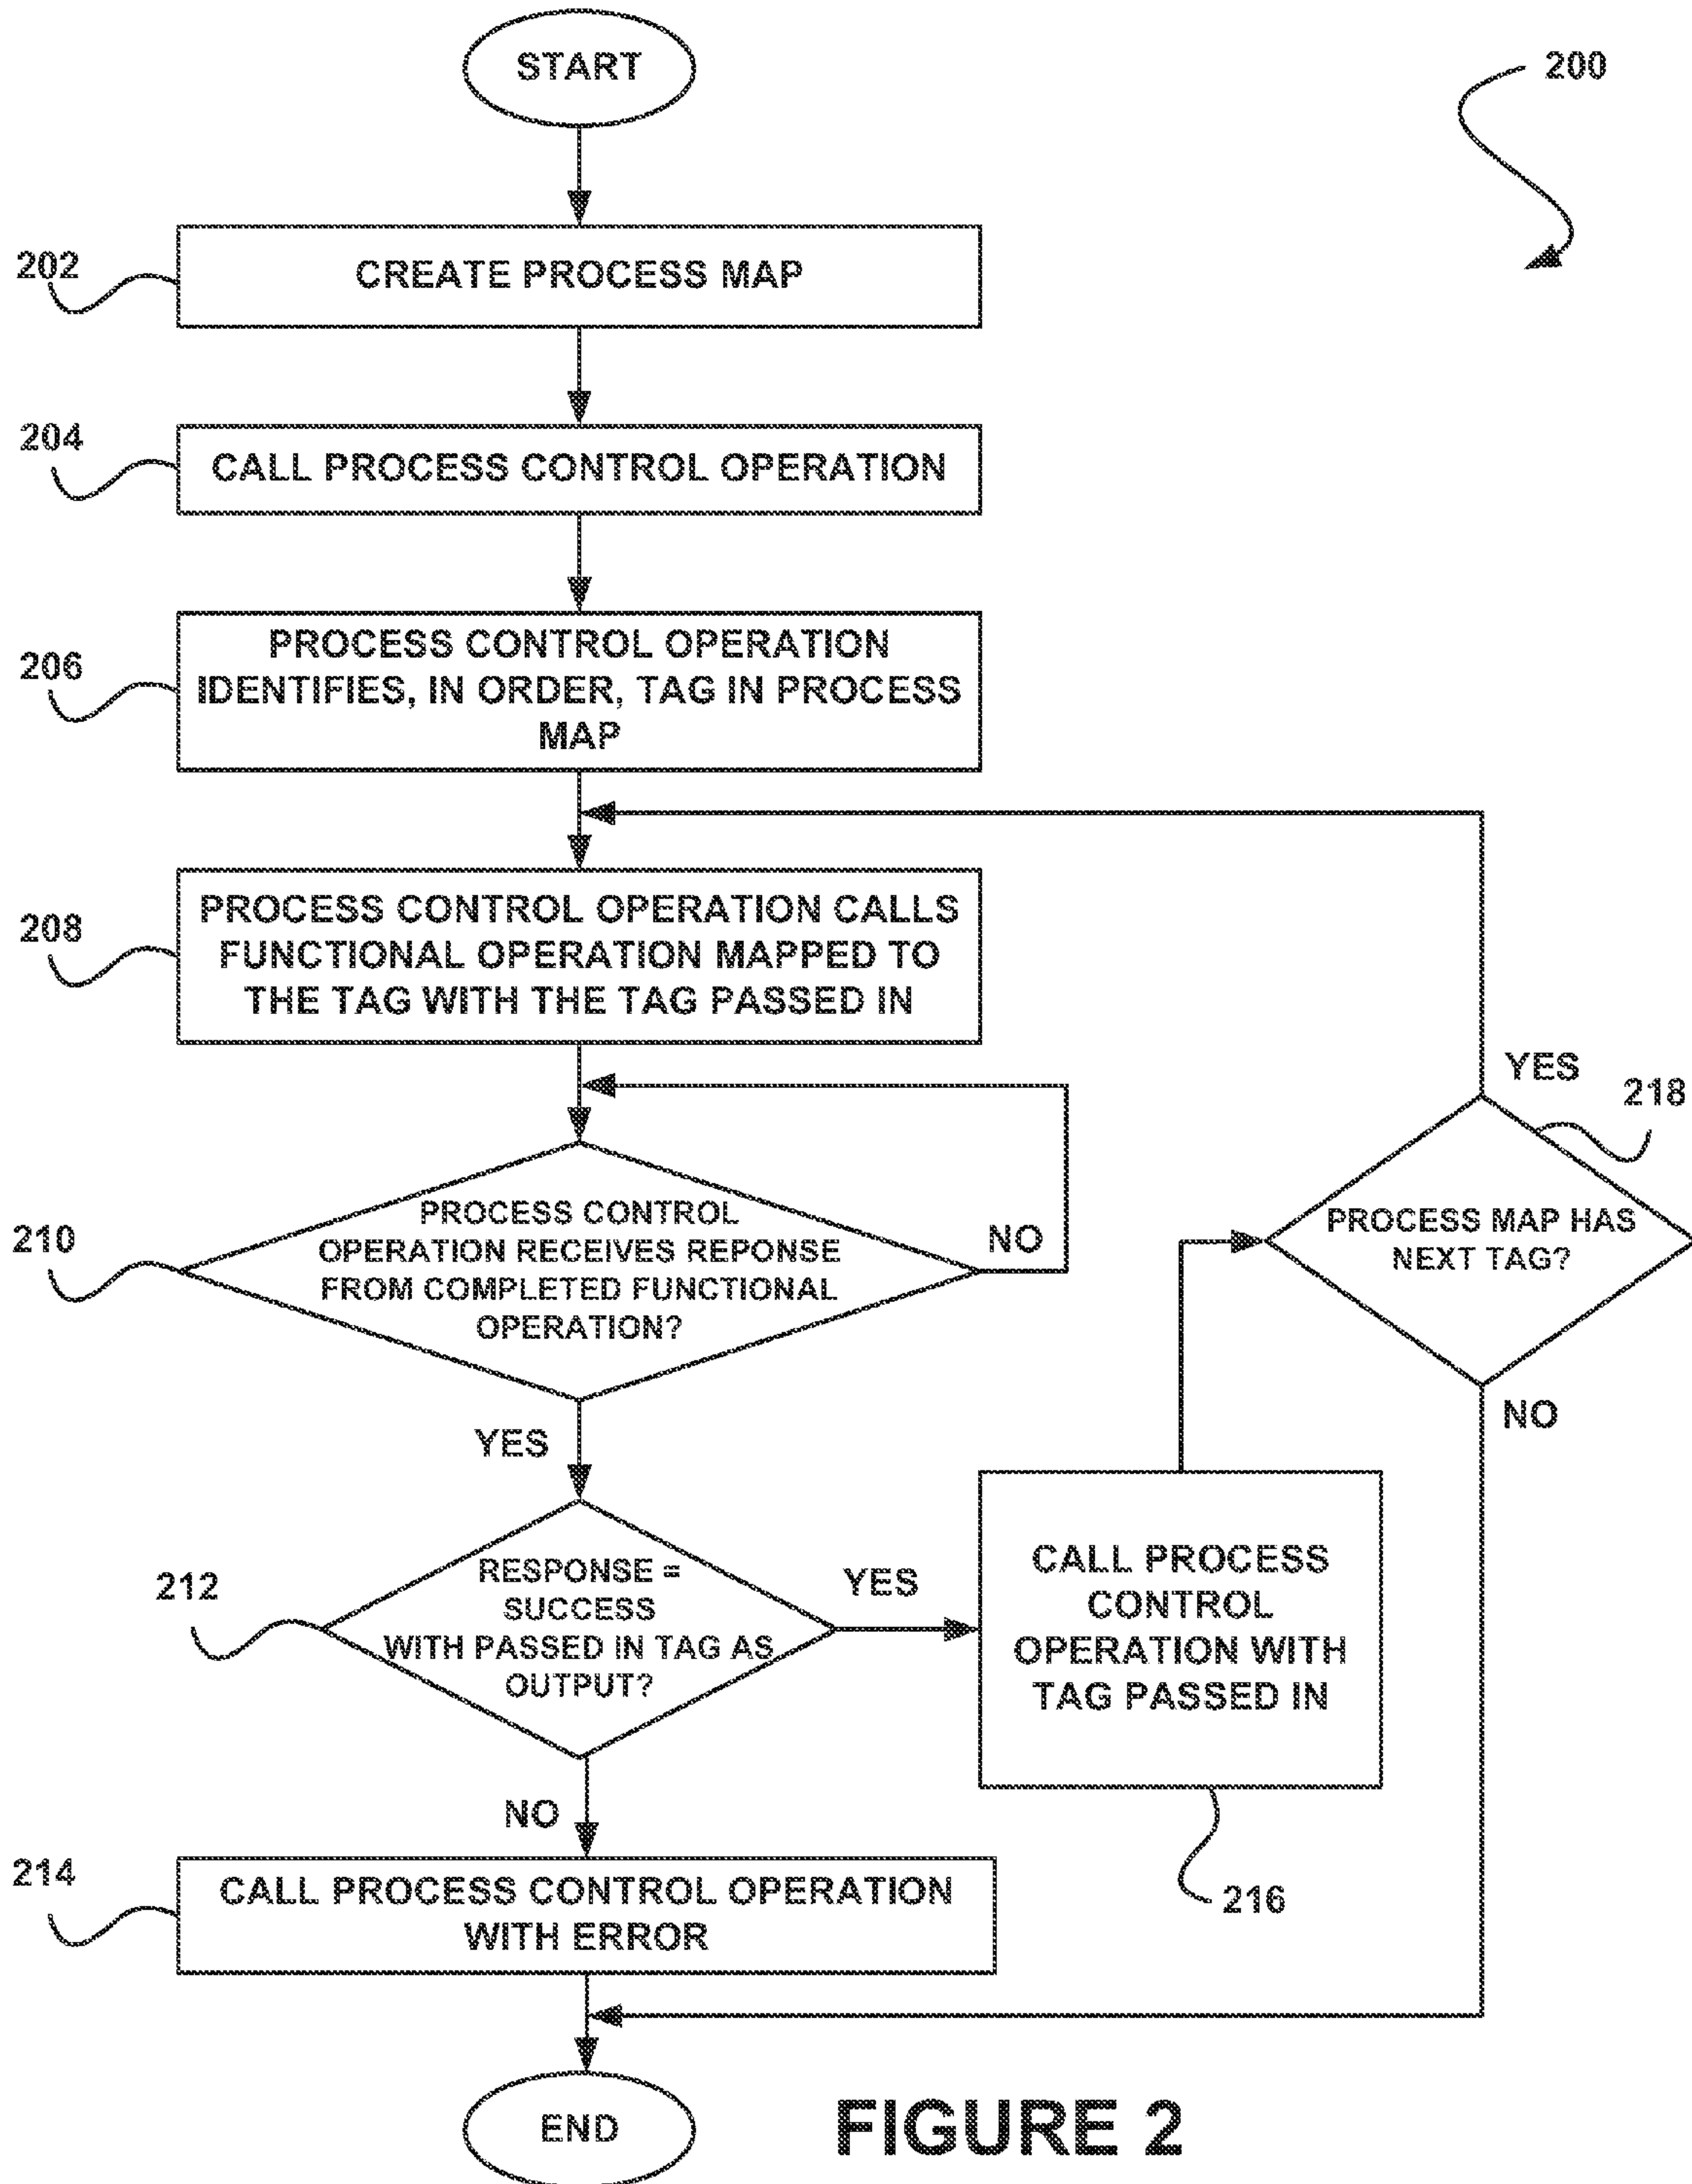 START
200
202
CREATE PROCESS MAP
204
CALL PROCESS CONTROL OPERATION
206
PROCESS CONTROL OPERATION
IDENTIFIES, IN ORDER, TAG IN PROCESS
MAP
208
PROCESS CONTROL OPERATION CALLS
FUNCTIONAL OPERATION MAPPED TO
THE TAG WITH THE TAG PASSED IN
YES
218
PROCESS MAP HAS
NEXT TAG?
NO
210
PROCESS CONTROL
OPERATION RECEIVES REPONSE
FROM COMPLETED FUNCTIONAL
OPERATION?
NO
YES
212
RESPONSE =
SUCCESS
WITH PASSED IN TAG AS
OUTPUT?
YES
CALL PROCESS
CONTROL
OPERATION WITH
TAG PASSED IN
216
NO
214
CALL PROCESS CONTROL OPERATION
WITH ERROR
END
FIGURE 2